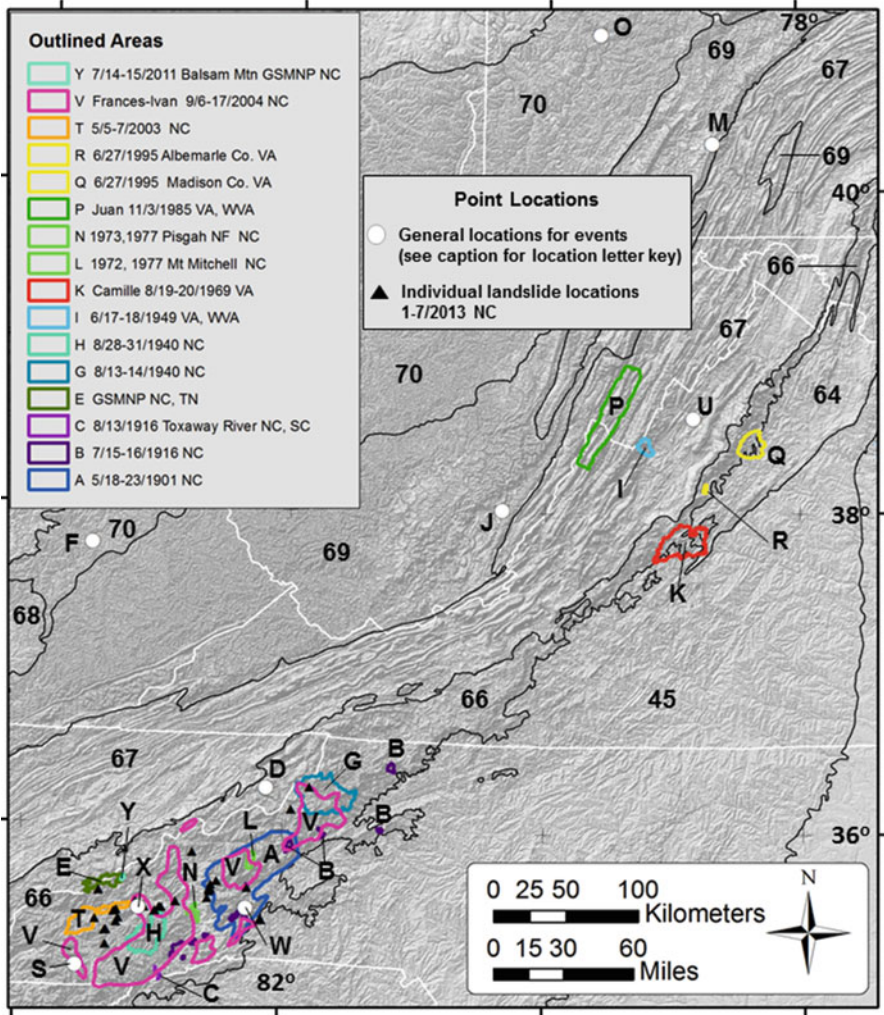 Outlined Areas
Y 7/14-15/2011 Balsam Mtn GSMNP NC
V Frances-Ivan 9/6-17/2004 NC
T 5/5-7/2003 NC
R 6/27/1995 Albemarle Co. VA
Q 6/27/1995 Madison Co. VA
P Juan 11/3/1985 VA, WVA
N 1973,1977 Pisgah NF NC
L 1972, 1977 Mt Mitchell NC
K Camille 8/19-20/1969 VA
I 6/17-18/1949 VA, WVA
H 8/28-31/1940 NC
G 8/13-14/1940 NC
E GSMNP NC, TN
C 8/13/1916 Toxaway River NC, SC
B 7/15-16/1916 NC
A 5/18-23/1901 NC
Point Locations
General locations for events
(see caption for location letter key)
Individual landslide locations
1-7/2013 NC
78º
O
69
67
70
M
69
40º
66
67
70
64
P
U
Q
I
38º
J
F
70
R
69
K
68
66
45
67
D
G
B
Y
V
B
36º
L
A
E
X
N
V
B
66
T
H
W
V
S
V
C
82º
0 25 50 100
Kilometers
0 15 30 60
Miles
N